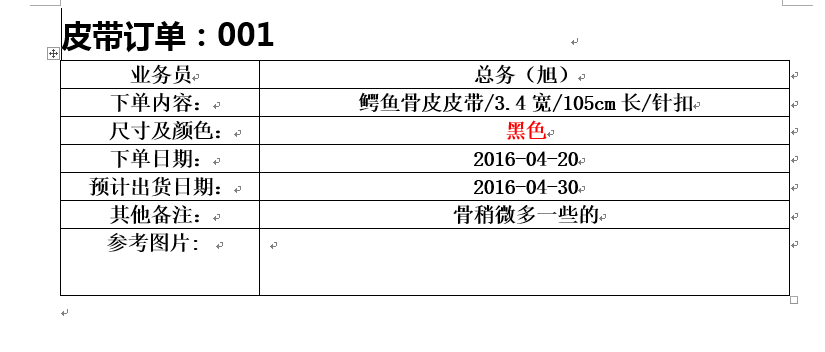 皮带订单：001
业务员 总务（旭）
下单内容： 鳄鱼骨皮皮带/3.4 宽/105cm 长/针扣
尺寸及颜色： 黑色
下单日期： 2016-04-20
预计出货日期： 2016-04-30
其他备注： 骨稍微多一些的
参考图片: